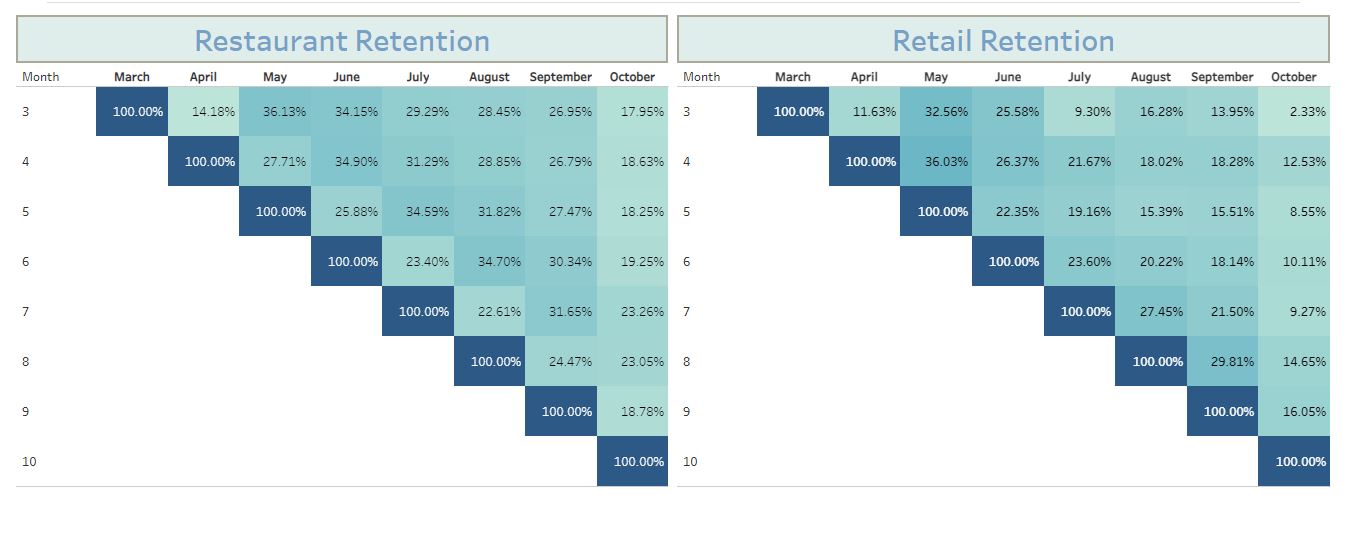 Restaurant Retention
Month March April May June July August September October
3 100.00% 14.18% 36.13% 34.15% 29.29% 28.45% 26.95% 17.95%
4 100.00% 27.71% 34.90% 31.29% 28.85% 26.79% 18.63%
5 100.00% 25.88% 34.59% 31.82% 27.47% 18.25%
6 100.00% 23.40% 34.70% 30.34% 19.25%
7 100.00% 22.61% 31.65% 23.26%
8 100.00% 24.47% 23.05%
9 100.00% 18.78%
10 100.00%
Retail Retention
Month March April May June July August September October
3 100.00% 11.63% 32.56% 25.58% 9.30% 16.28% 13.95% 2.33%
4 100.00% 36.03% 26.37% 21.67% 18.02% 18.28% 12.53%
5 100.00% 22.35% 19.16% 15.39% 15.51% 8.55%
6 100.00% 23.60% 20.22% 18.14% 10.11%
7 100.00% 27.45% 21.50% 9.27%
8 100.00% 29.81% 14.65%
9 100.00% 16.05%
10 100.00%